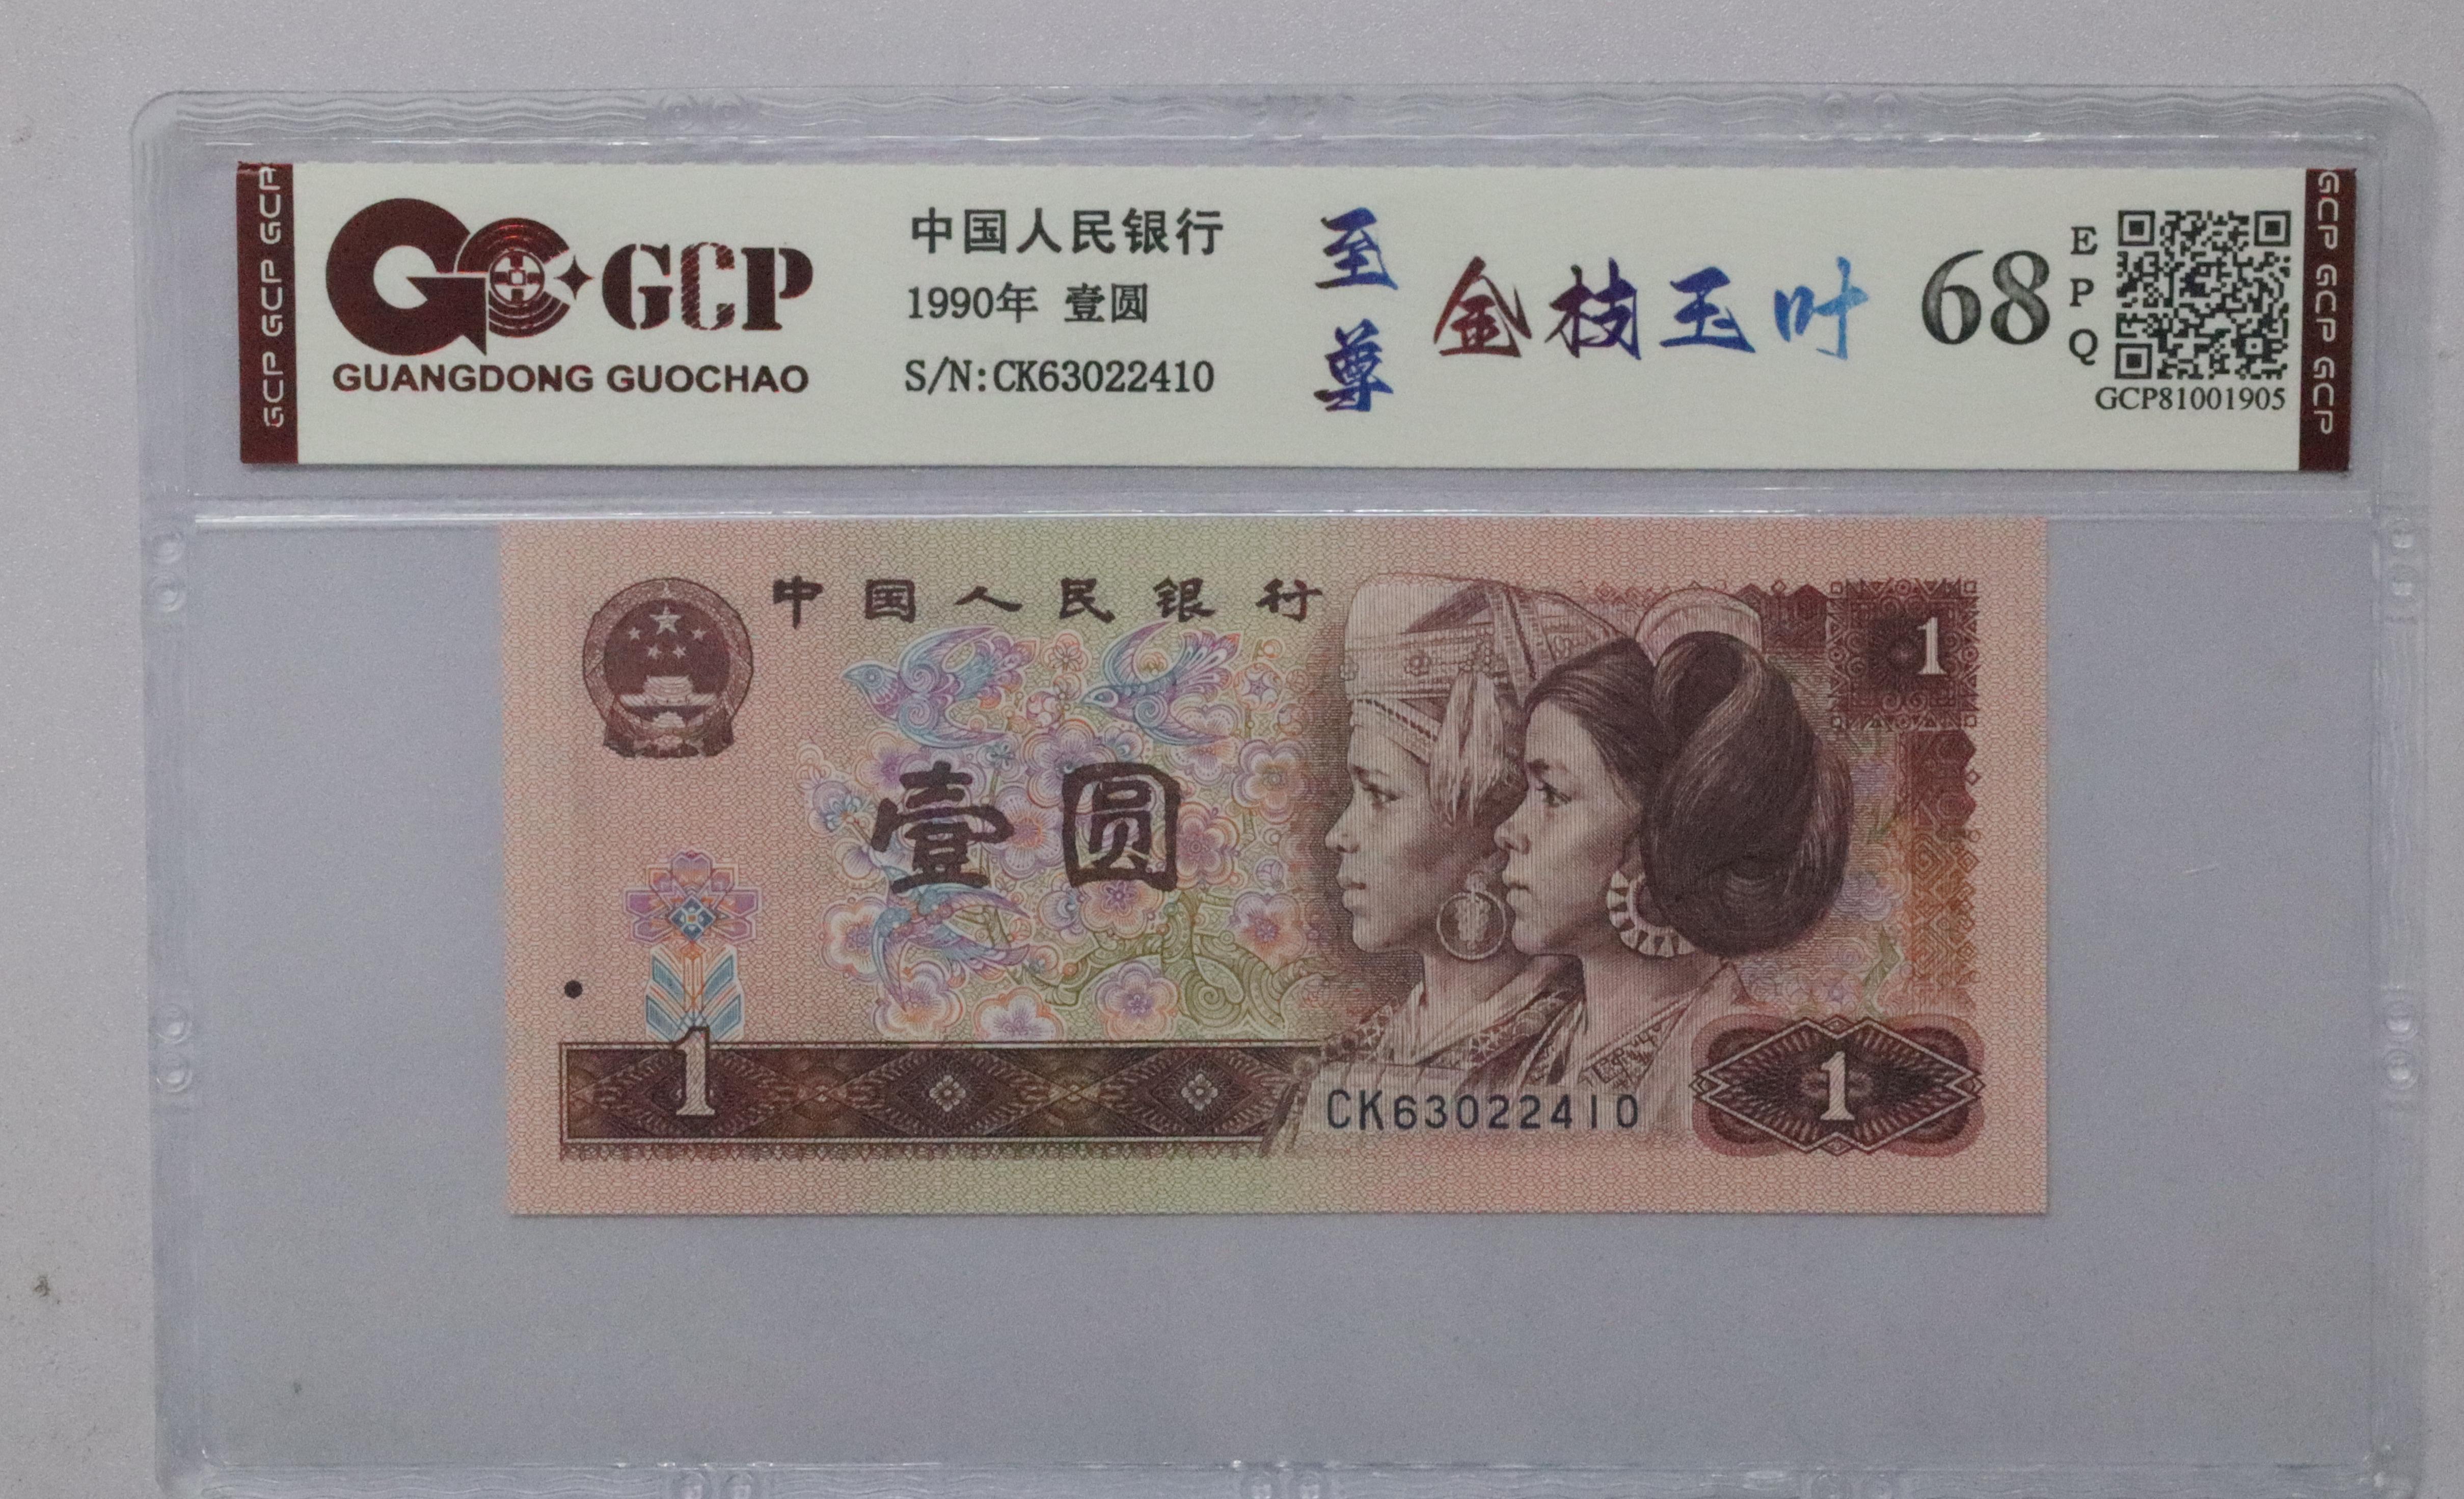 GCP GCP GCP
GCP
GUANGDONG GUOCHAO
中国人民银行
1990年 壹圆
S/N:CK63022410
至尊
金枝玉叶
68
EPQ
GCP81001905
GCP GCP GCP
中国人民银行
1
壹圆
1
CK63022410
1